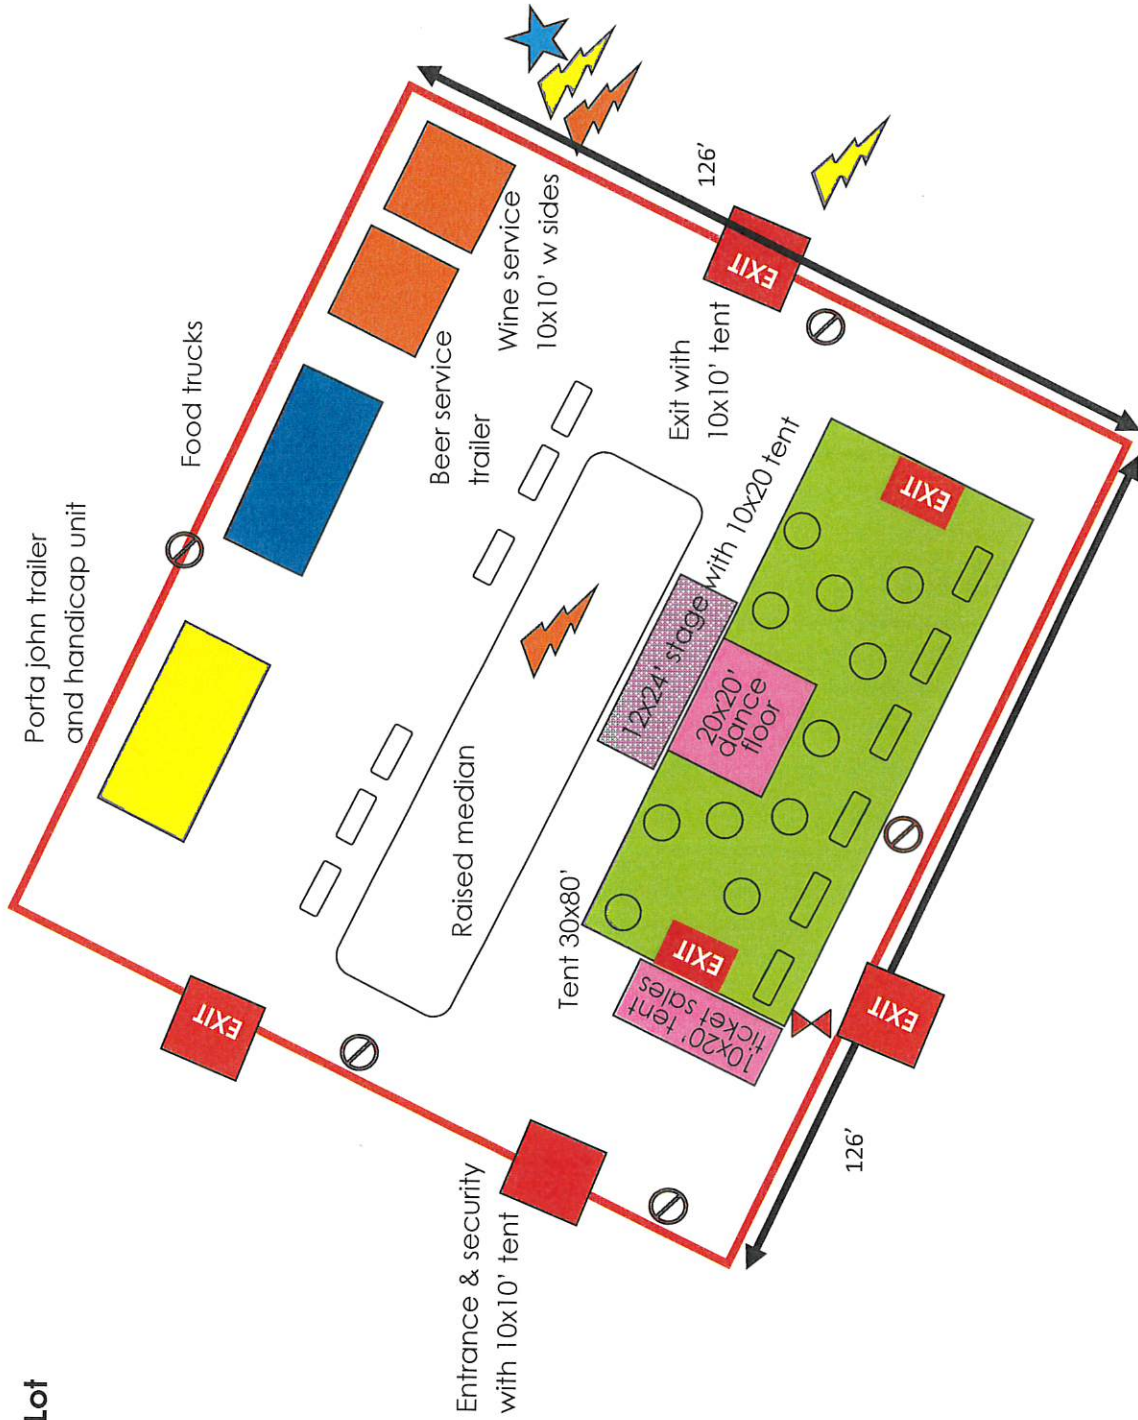 Lot
Porta john trailer
and handicap unit
Food trucks
Beer service
trailer
Wine service
10x10' w sides
126'
EXIT
Exit with
10x10' tent
Raised median
12x24' stage with 10x20 tent
20x20'
dance
floor
EXIT
Tent 30x80'
EXIT
10x20' tent
ticket sales
EXIT
EXIT
Entrance & security
with 10x10' tent
126'